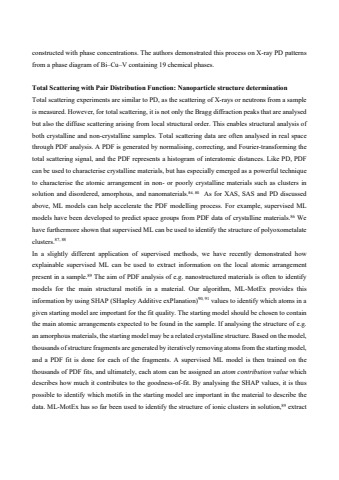 constructed with phase concentrations. The authors demonstrated this process on X-ray PD patterns
from a phase diagram of Bi–Cu–V containing 19 chemical phases.
Total Scattering with Pair Distribution Function: Nanoparticle structure determination
Total scattering experiments are similar to PD, as the scattering of X-rays or neutrons from a sample
is measured. However, for total scattering, it is not only the Bragg diffraction peaks that are analysed
but also the diffuse scattering arising from local structural order. This enables structural analysis of
both crystalline and non-crystalline samples. Total scattering data are often analysed in real space
through PDF analysis. A PDF is generated by normalising, correcting, and Fourier-transforming the
total scattering signal, and the PDF represents a histogram of interatomic distances. Like PD, PDF
can be used to characterise crystalline materials, but has especially emerged as a powerful technique
to characterise the atomic arrangement in non- or poorly crystalline materials such as clusters in
solution and disordered, amorphous, and nanomaterials.84, 85 As for XAS, SAS and PD discussed
above, ML models can help accelerate the PDF modelling process. For example, supervised ML
models have been developed to predict space groups from PDF data of crystalline materials.86 We
have furthermore shown that supervised ML can be used to identify the structure of polyoxometalate
clusters.87, 88
In a slightly different application of supervised methods, we have recently demonstrated how
explainable supervised ML can be used to extract information on the local atomic arrangement
present in a sample.89 The aim of PDF analysis of e.g. nanostructured materials is often to identify
models for the main structural motifs in a material. Our algorithm, ML-MotEx provides this
information by using SHAP (SHapley Additive exPlanation)90, 91 values to identify which atoms in a
given starting model are important for the fit quality. The starting model should be chosen to contain
the main atomic arrangements expected to be found in the sample. If analysing the structure of e.g.
an amorphous materials, the starting model may be a related crystalline structure. Based on the model,
thousands of structure fragments are generated by iteratively removing atoms from the starting model,
and a PDF fit is done for each of the fragments. A supervised ML model is then trained on the
thousands of PDF fits, and ultimately, each atom can be assigned an atom contribution value which
describes how much it contributes to the goodness-of-fit. By analysing the SHAP values, it is thus
possible to identify which motifs in the starting model are important in the material to describe the
data. ML-MotEx has so far been used to identify the structure of ionic clusters in solution,89 extract